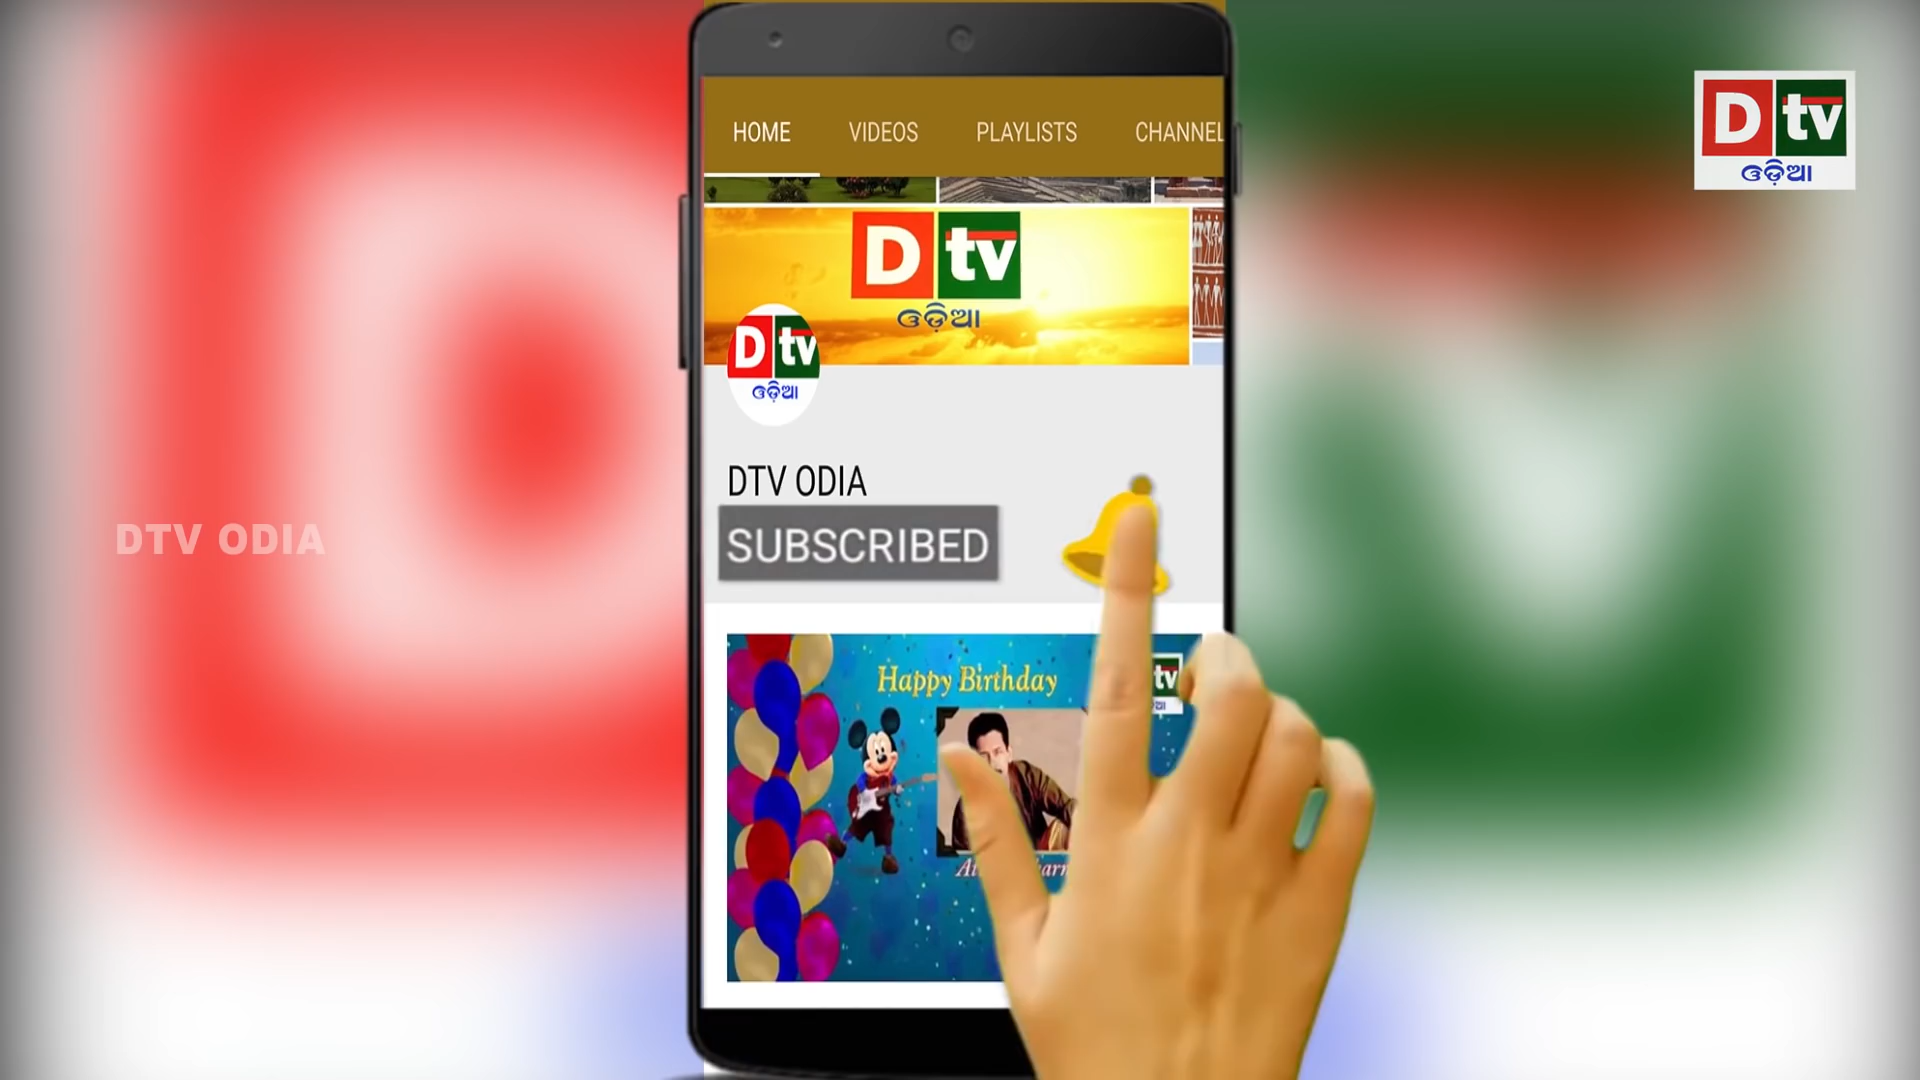 HOME VIDEOS PLAYLISTS CHANNEL
D tv
ଓଡ଼ିଆ
D tv
ଓଡ଼ିଆ
D tv
ଓଡ଼ିଆ
DTV ODIA
SUBSCRIBED
DTV ODIA
Happy Birthday
tv